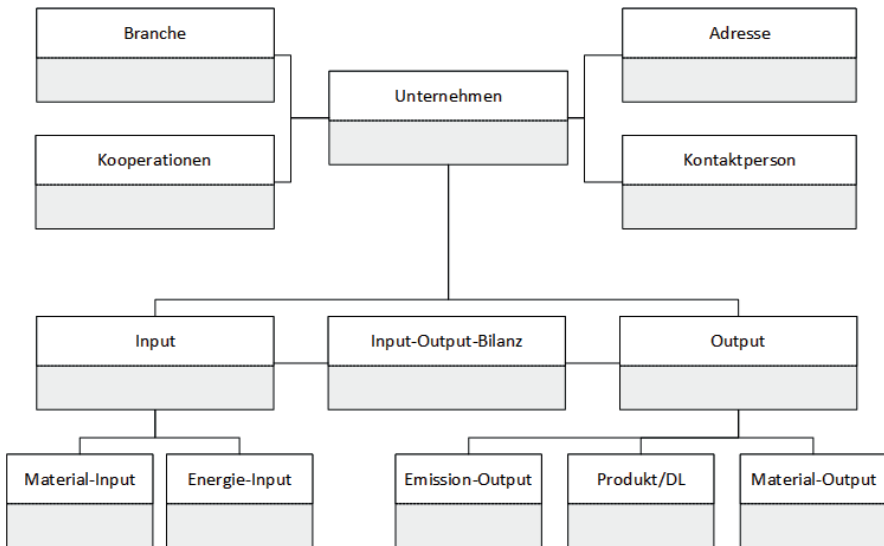 Branche
Adresse
Unternehmen
Kooperationen
Kontaktperson
Input
Input-Output-Bilanz
Output
Material-Input
Energie-Input
Emission-Output
Produkt/DL
Material-Output